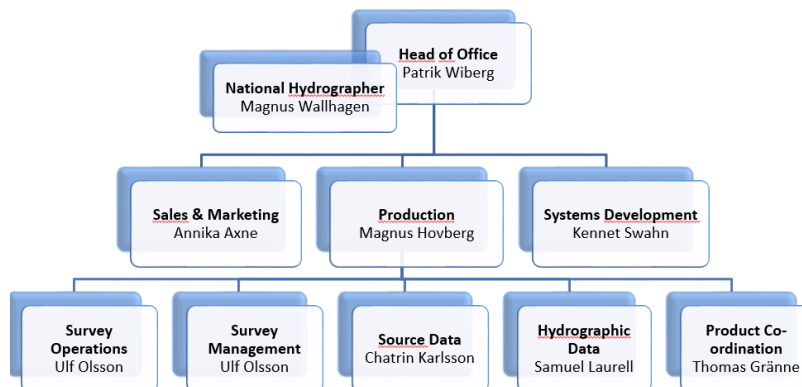 Head of Office
Patrik Wiberg
National Hydrographer
Magnus Wallhagen
Sales & Marketing
Annika Axne
Production
Magnus Hovberg
Systems Development
Kennet Swahn
Survey
Operations
Ulf Olsson
Survey
Management
Ulf Olsson
Source Data
Chatrin Karlsson
Hydrographic
Data
Samuel Laurell
Product Co-
ordination
Thomas Gränne